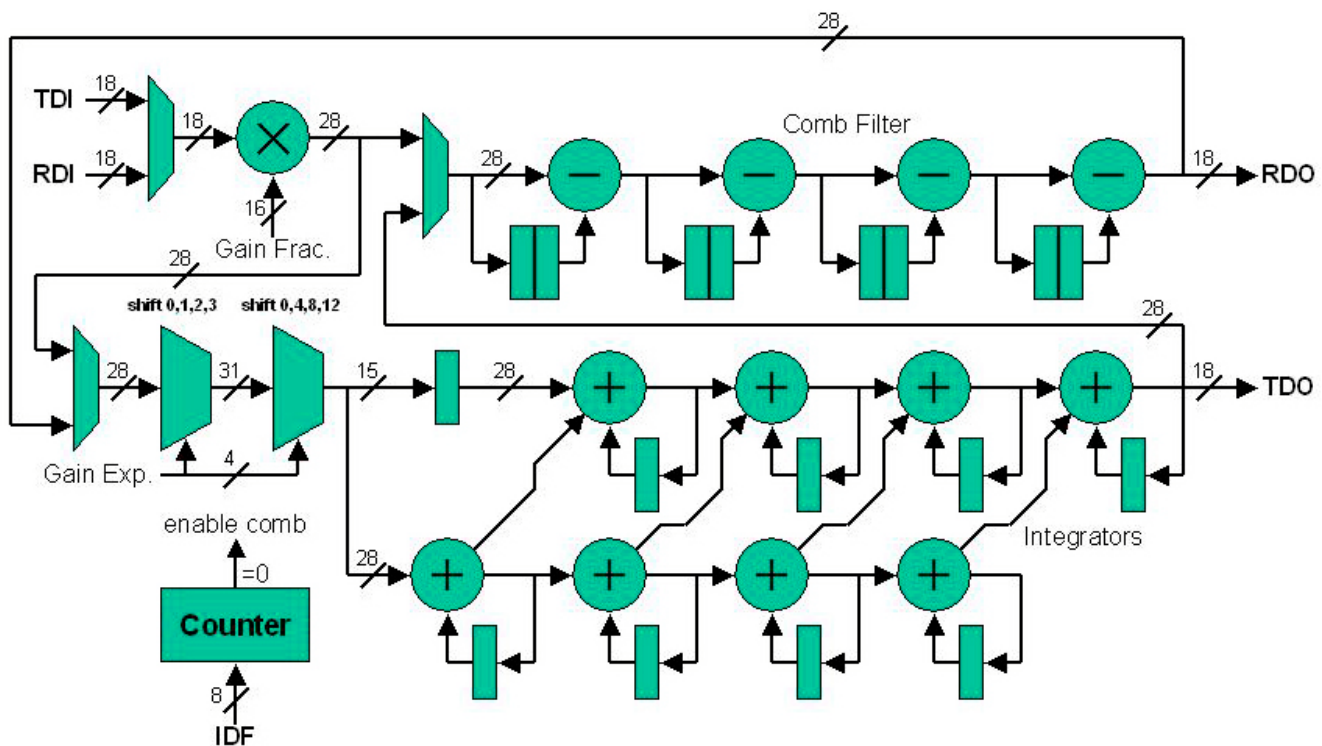 28
TDI
18
18
28
RDI
18
16
Gain Frac.
Comb Filter
28
18
RDO
28
shift 0,1,2,3
shift 0,4,8,12
28
28
31
15
28
18
TDO
Gain Exp.
4
enable comb
=0
Counter
8
IDF
28
Integrators